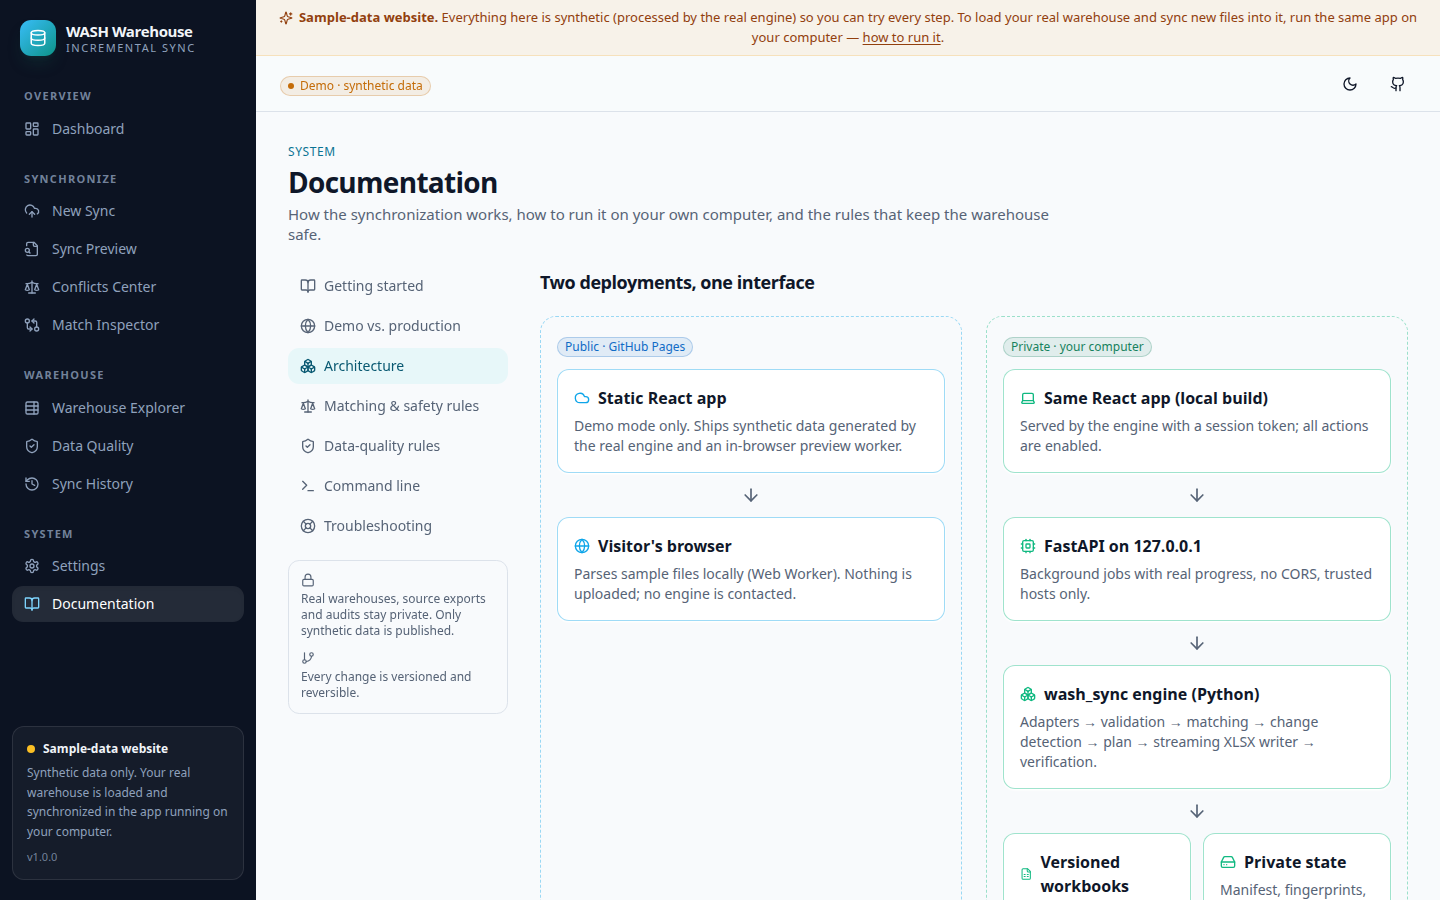 WASH Warehouse
INCREMENTAL SYNC
OVERVIEW
Dashboard
SYNCHRONIZE
New Sync
Sync Preview
Conflicts Center
Match Inspector
WAREHOUSE
Warehouse Explorer
Data Quality
Sync History
SYSTEM
Settings
Documentation
Sample-data website
Synthetic data only. Your real
warehouse is loaded and
synchronized in the app running on
your computer.
v1.0.0
Sample-data website. Everything here is synthetic (processed by the real engine) so you can try every step. To load your real warehouse and sync new files into it, run the same app on
your computer — how to run it.
Demo · synthetic data
SYSTEM
Documentation
How the synchronization works, how to run it on your own computer, and the rules that keep the warehouse
safe.
Getting started
Demo vs. production
Architecture
Matching & safety rules
Data-quality rules
Command line
Troubleshooting
Real warehouses, source exports
and audits stay private. Only
synthetic data is published.
Every change is versioned and
reversible.
Two deployments, one interface
Public · GitHub Pages
Static React app
Demo mode only. Ships synthetic data generated by
the real engine and an in-browser preview worker.
Visitor's browser
Parses sample files locally (Web Worker). Nothing is
uploaded; no engine is contacted.
Private · your computer
Same React app (local build)
Served by the engine with a session token; all actions
are enabled.
FastAPI on 127.0.0.1
Background jobs with real progress, no CORS, trusted
hosts only.
wash_sync engine (Python)
Adapters → validation → matching → change
detection → plan → streaming XLSX writer →
verification.
Versioned
workbooks
Private state
Manifest, fingerprints,